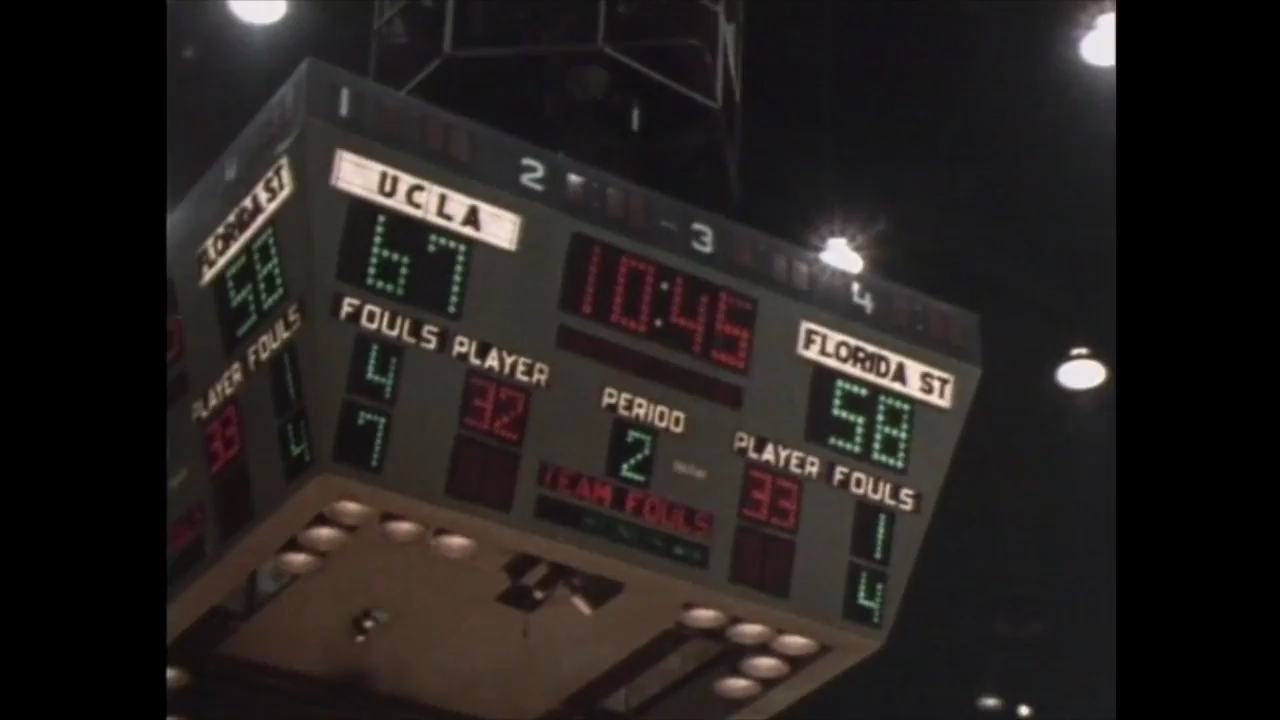 1 2 3 4
1
FLORIDA ST
58
PLAYER FOULS
33 1
4
UCLA
67
10:45
FLORIDA ST
58
FOULS PLAYER
4 32
7
PERIOD
2
PLAYER FOULS
33 1
4
TEAM FOULS